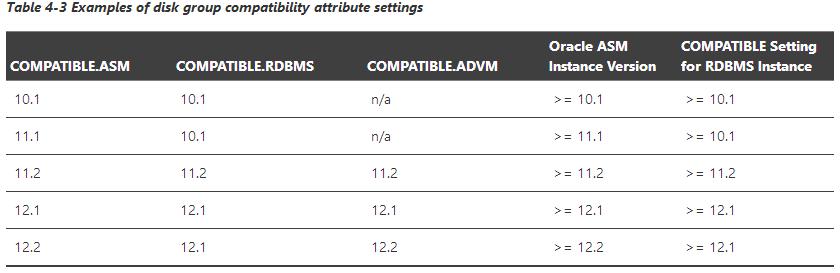 Table 4-3 Examples of disk group compatibility attribute settings
COMPATIBLE.ASM COMPATIBLE.RDBMS COMPATIBLE.ADVM Oracle ASM Instance Version COMPATIBLE Setting for RDBMS Instance
10.1 10.1 n/a >= 10.1 >= 10.1
11.1 10.1 n/a >= 11.1 >= 10.1
11.2 11.2 11.2 >= 11.2 >= 11.2
12.1 12.1 12.1 >= 12.1 >= 12.1
12.2 12.1 12.2 >= 12.2 >= 12.1